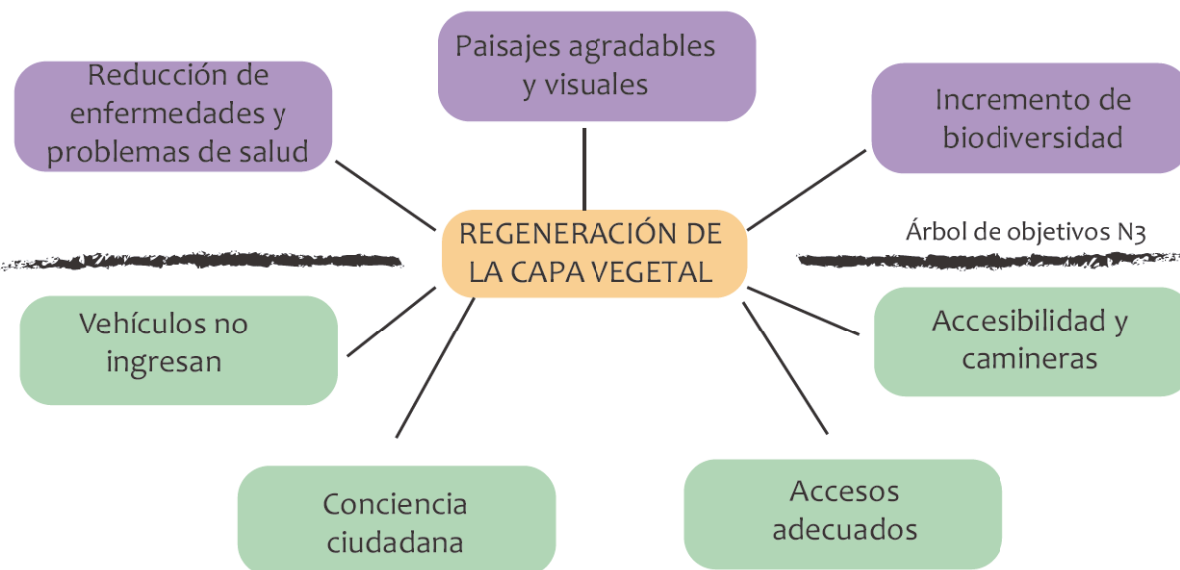 Reducción de
enfermedades y
problemas de salud
Paisajes agradables
y visuales
Incremento de
biodiversidad
REGENERACIÓN DE
LA CAPA VEGETAL
Árbol de objetivos N3
Vehículos no
ingresan
Accesibilidad y
camineras
Conciencia
ciudadana
Accesos
adecuados